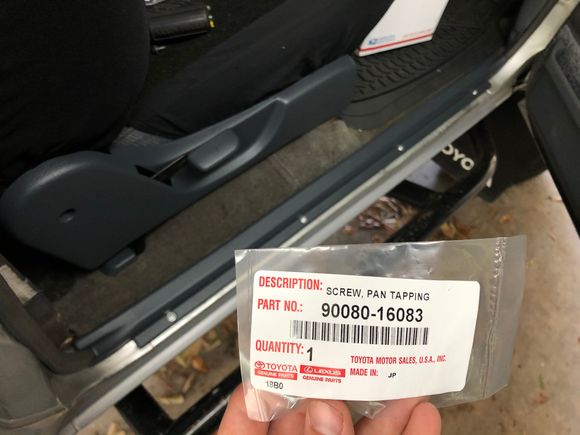 TOYO
DESCRIPTION: SCREW, PAN TAPPING
PART NO.: 90080-16083
QUANTITY: 1
TOYOTA MOTOR SALES, U.S.A., INC.
TOYOTA LEXUS MADE IN: JP
GENUINE PARTS GENUINE PARTS
18B0